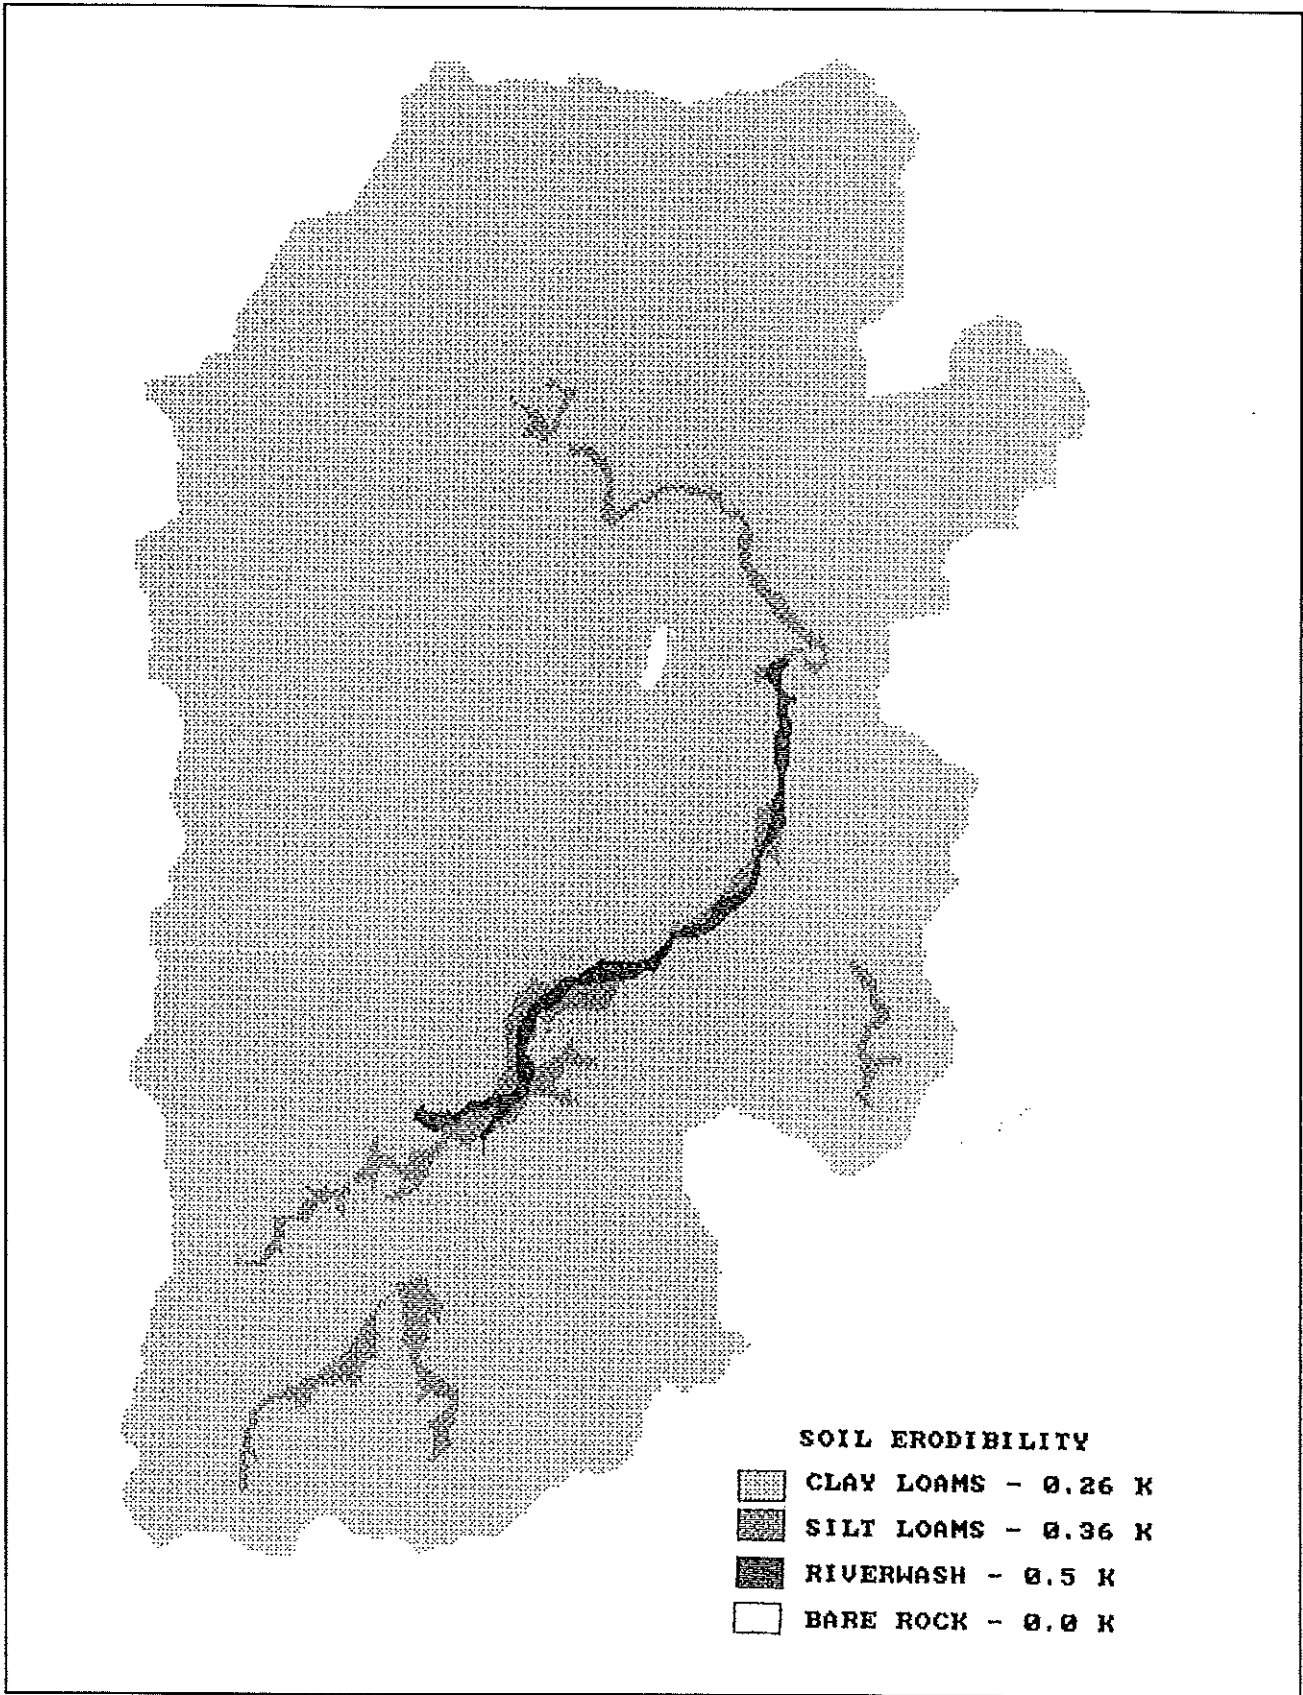 SOIL ERODIBILITY
CLAY LOAMS - 0.26 K
SILT LOAMS - 0.36 K
RIVERWASH - 0.5 K
BARE ROCK - 0.0 K